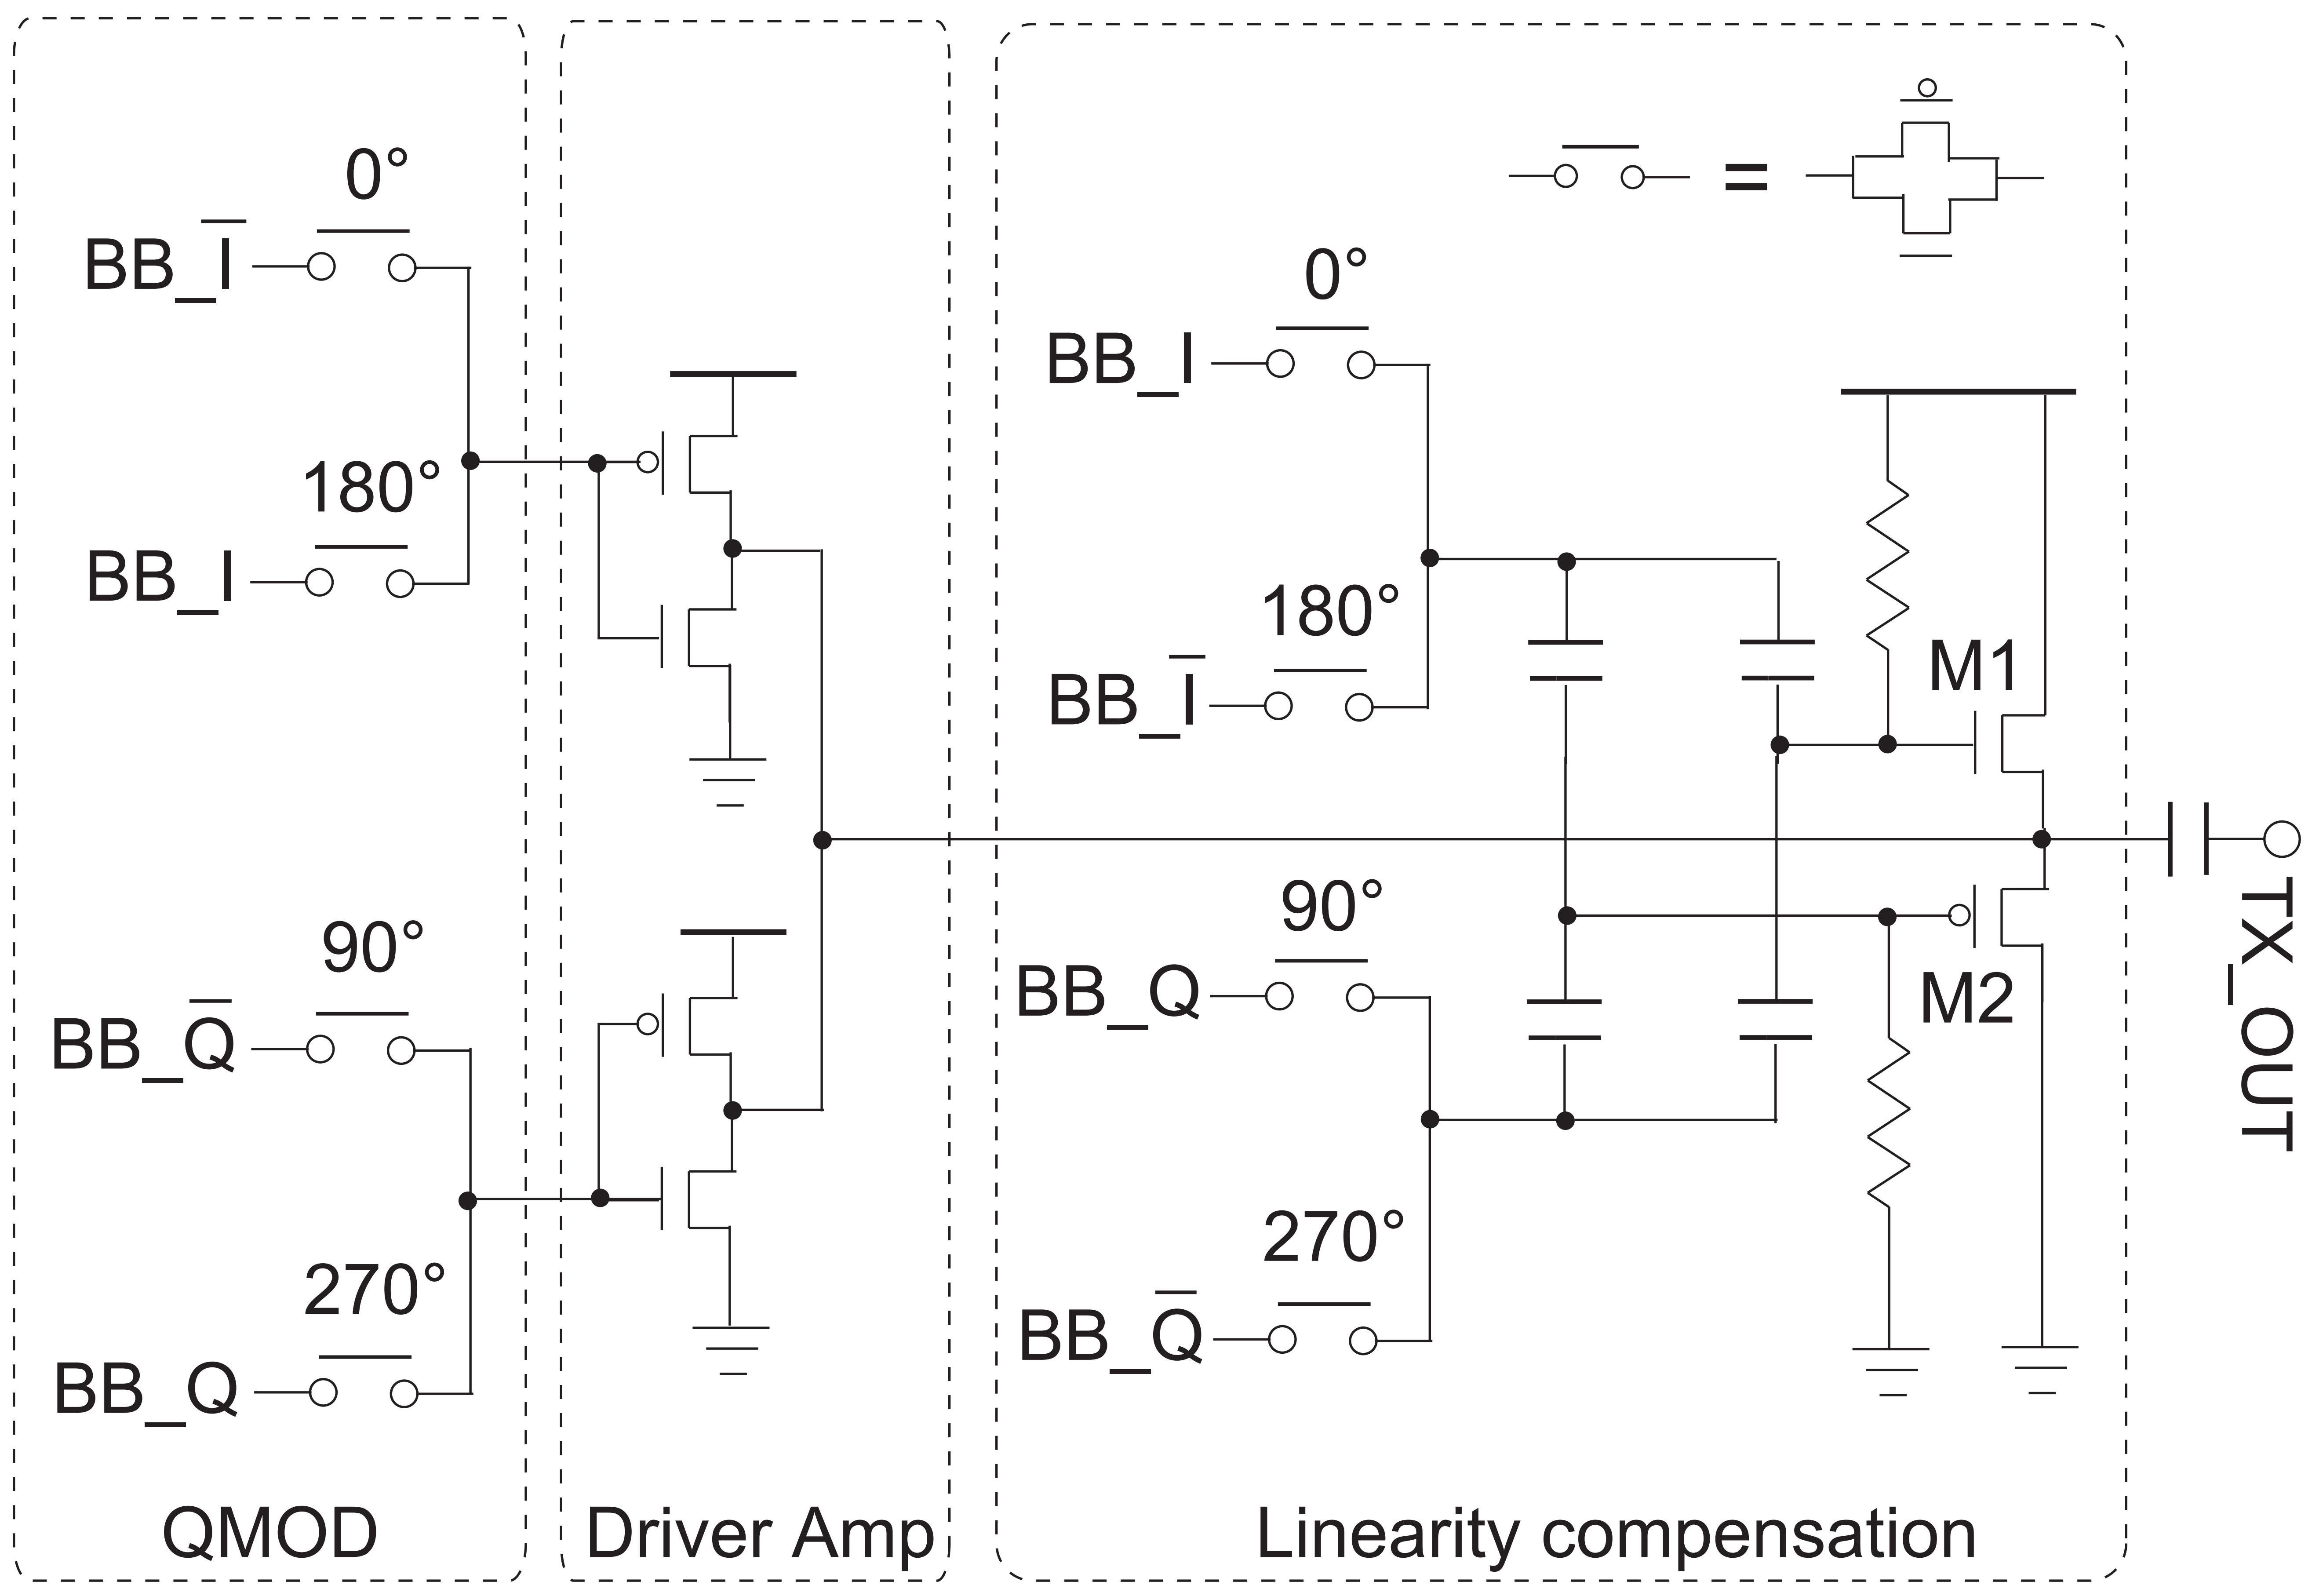 0°
BB_I̅
180°
BB_I
90°
BB_Q̅
270°
BB_Q
QMOD
Driver Amp
=
0°
BB_I
180°
BB_I̅
M1
90°
BB_Q
M2
270°
BB_Q̅
Linearity compensation
TX_OUT